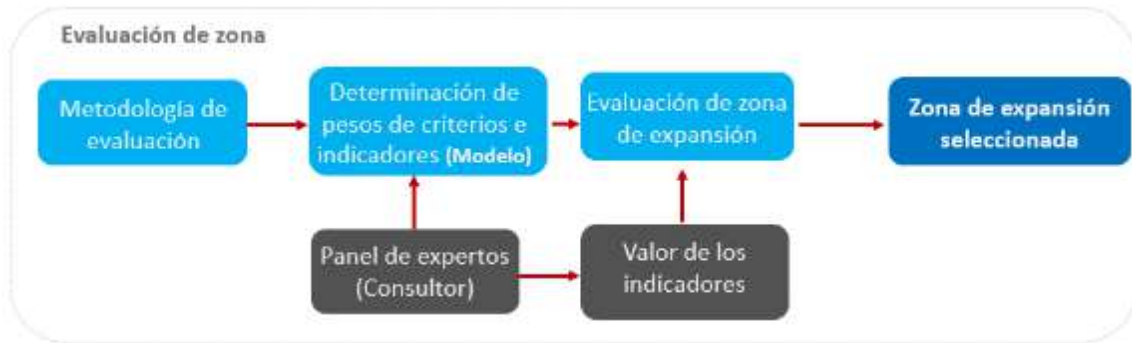 Evaluación de zona
Metodología de
evaluación
Determinación de
pesos de criterios e
indicadores (Modelo)
Evaluación de zona
de expansión
Zona de expansión
seleccionada
Panel de expertos
(Consultor)
Valor de los
indicadores